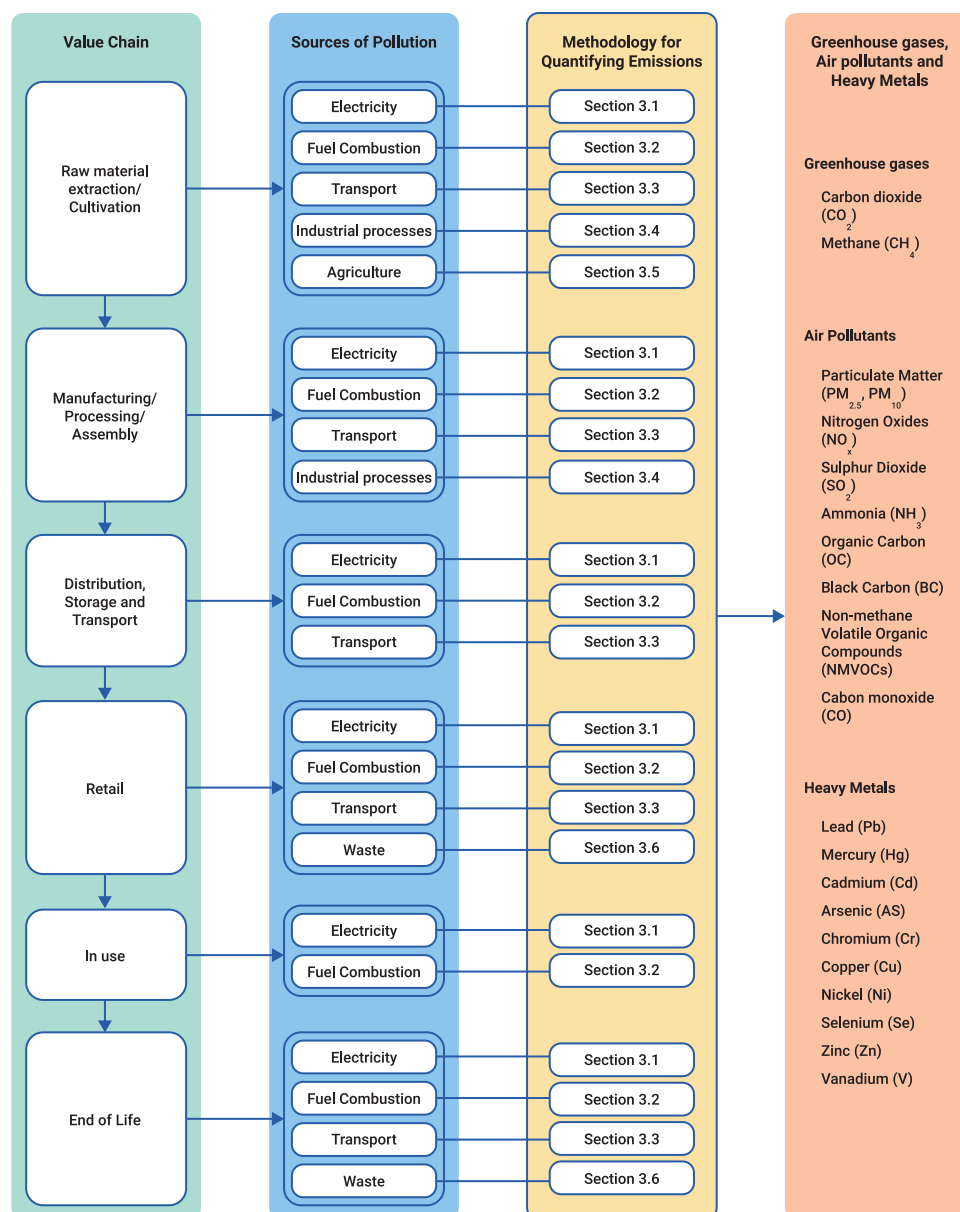 Value Chain
Raw material
extraction/
Cultivation
Manufacturing/
Processing/
Assembly
Distribution,
Storage and
Transport
Retail
In use
End of Life
Sources of Pollution
Electricity
Fuel Combustion
Transport
Industrial processes
Agriculture
Electricity
Fuel Combustion
Transport
Industrial processes
Electricity
Fuel Combustion
Transport
Electricity
Fuel Combustion
Transport
Waste
Electricity
Fuel Combustion
Electricity
Fuel Combustion
Transport
Waste
Methodology for
Quantifying Emissions
Section 3.1
Section 3.2
Section 3.3
Section 3.4
Section 3.5
Section 3.1
Section 3.2
Section 3.3
Section 3.4
Section 3.1
Section 3.2
Section 3.3
Section 3.1
Section 3.2
Section 3.3
Section 3.6
Section 3.1
Section 3.2
Section 3.1
Section 3.2
Section 3.3
Section 3.6
Greenhouse gases,
Air pollutants and
Heavy Metals
Greenhouse gases
Carbon dioxide
(CO₂)
Methane (CH₄)
Air Pollutants
Particulate Matter
(PM₂.₅, PM₁₀)
Nitrogen Oxides
(NOₓ)
Sulphur Dioxide
(SO₂)
Ammonia (NH₃)
Organic Carbon
(OC)
Black Carbon (BC)
Non-methane
Volatile Organic
Compounds
(NMVOCs)
Cabon monoxide
(CO)
Heavy Metals
Lead (Pb)
Mercury (Hg)
Cadmium (Cd)
Arsenic (AS)
Chromium (Cr)
Copper (Cu)
Nickel (Ni)
Selenium (Se)
Zinc (Zn)
Vanadium (V)